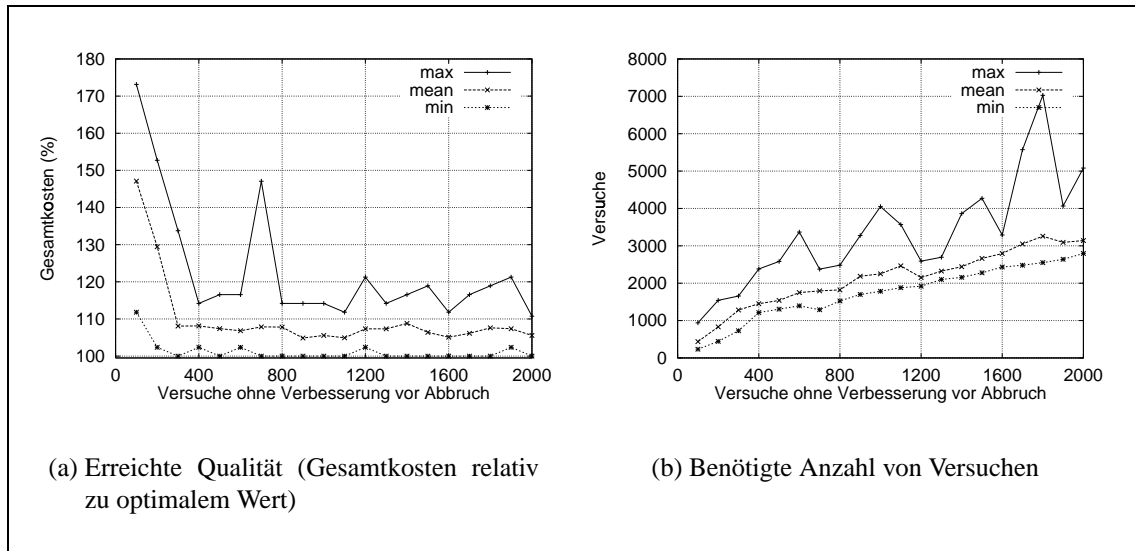 180
170
160
150
140
130
120
110
100
Gesamtkosten (%)
max
mean
min
0 400 800 1200 1600 2000
Versuche ohne Verbesserung vor Abbruch
8000
7000
6000
5000
4000
3000
2000
1000
0
Versuche
max
mean
min
0 400 800 1200 1600 2000
Versuche ohne Verbesserung vor Abbruch
(a) Erreichte Qualität (Gesamtkosten relativ
zu optimalem Wert)
(b) Benötigte Anzahl von Versuchen